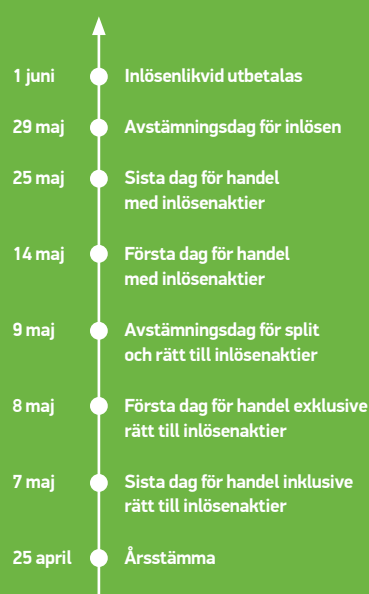 1 juni Inlösenlikvid utbetalas
29 maj Avstämningsdag för inlösen
25 maj Sista dag för handel
med inlösenaktier
14 maj Första dag för handel
med inlösenaktier
9 maj Avstämningsdag för split
och rätt till inlösenaktier
8 maj Första dag för handel exklusive
rätt till inlösenaktier
7 maj Sista dag för handel inklusive
rätt till inlösenaktier
25 april Årsstämma